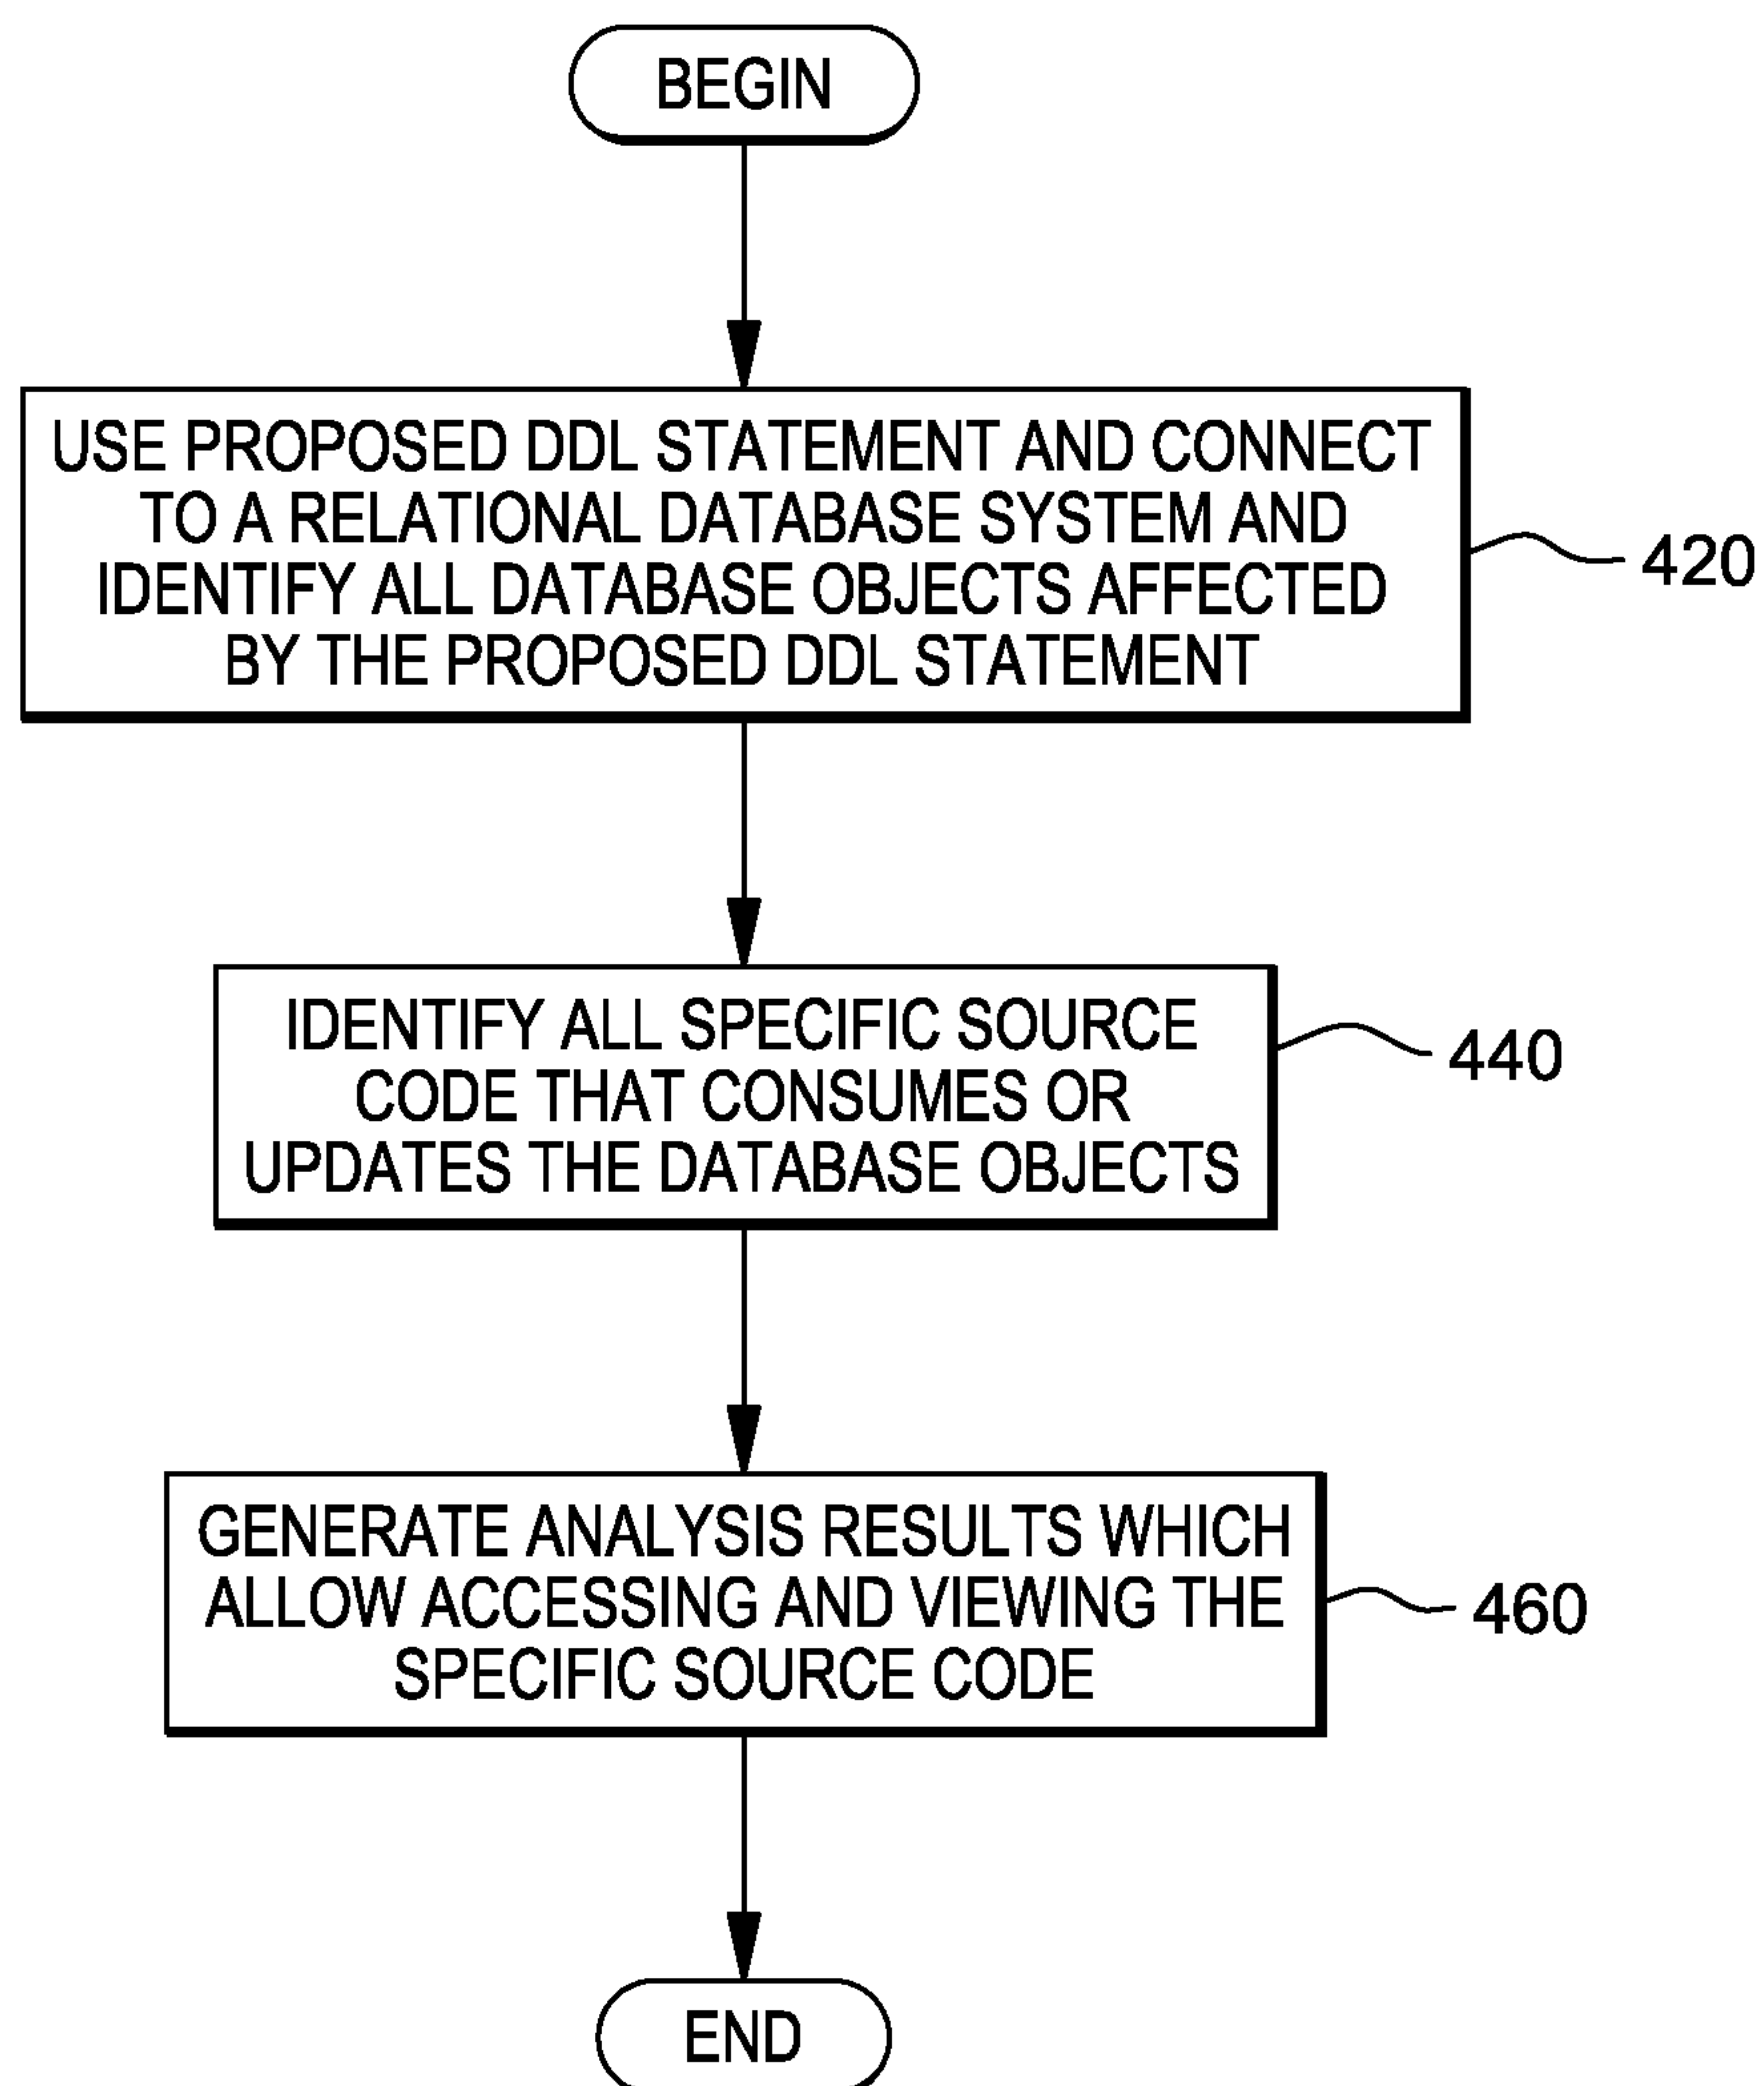 BEGIN
USE PROPOSED DDL STATEMENT AND CONNECT
TO A RELATIONAL DATABASE SYSTEM AND
IDENTIFY ALL DATABASE OBJECTS AFFECTED
BY THE PROPOSED DDL STATEMENT
420
IDENTIFY ALL SPECIFIC SOURCE
CODE THAT CONSUMES OR
UPDATES THE DATABASE OBJECTS
440
GENERATE ANALYSIS RESULTS WHICH
ALLOW ACCESSING AND VIEWING THE
SPECIFIC SOURCE CODE
460
END